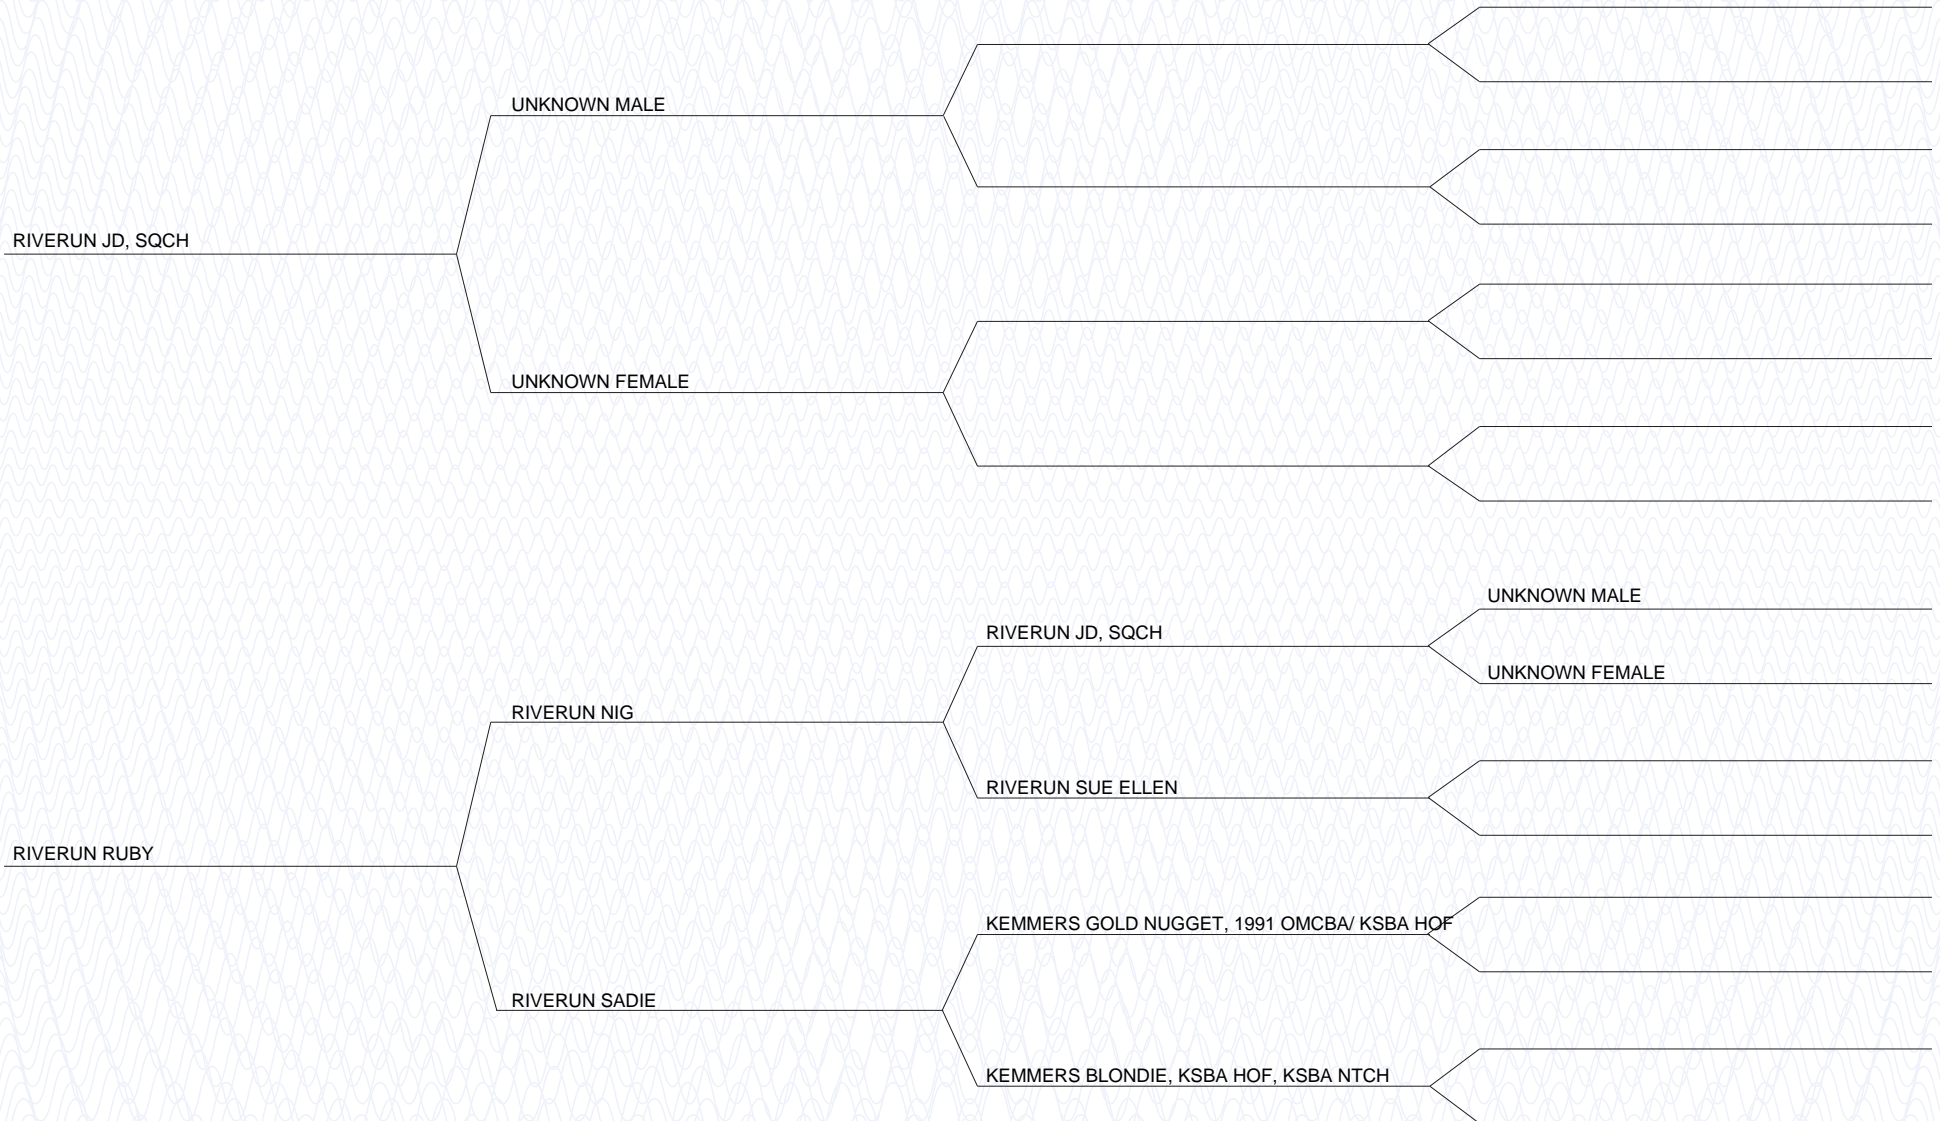 UNKNOWN MALE
RIVERUN JD, SQCH
UNKNOWN FEMALE
UNKNOWN MALE
RIVERUN JD, SQCH
UNKNOWN FEMALE
RIVERUN NIG
RIVERUN SUE ELLEN
RIVERUN RUBY
KEMMERS GOLD NUGGET, 1991 OMCBA/ KSBA HOF
RIVERUN SADIE
KEMMERS BLONDIE, KSBA HOF, KSBA NTCH